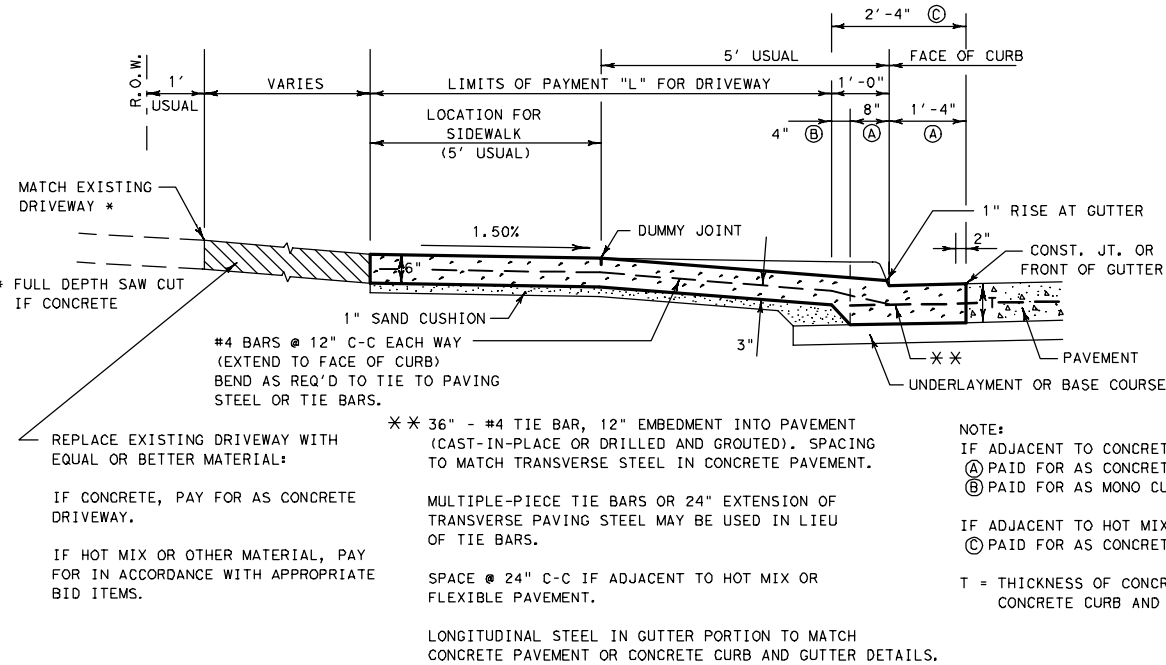 2'-4" Ⓒ
5' USUAL
FACE OF CURB
R.O.W.
1'
USUAL
VARIES
LIMITS OF PAYMENT "L" FOR DRIVEWAY
1'-0"
LOCATION FOR
SIDEWALK
(5' USUAL)
4" Ⓑ
8"
Ⓐ
1'-4"
Ⓐ
MATCH EXISTING
DRIVEWAY *
1" RISE AT GUTTER
1.50%
DUMMY JOINT
2"
CONST. JT. OR
FRONT OF GUTTER
6"
T
* FULL DEPTH SAW CUT
IF CONCRETE
1" SAND CUSHION
3"
#4 BARS @ 12" C-C EACH WAY
(EXTEND TO FACE OF CURB)
BEND AS REQ'D TO TIE TO PAVING
STEEL OR TIE BARS.
**
PAVEMENT
UNDERLAYMENT OR BASE COURSE
REPLACE EXISTING DRIVEWAY WITH
EQUAL OR BETTER MATERIAL:
IF CONCRETE, PAY FOR AS CONCRETE
DRIVEWAY.
IF HOT MIX OR OTHER MATERIAL, PAY
FOR IN ACCORDANCE WITH APPROPRIATE
BID ITEMS.
** 36" - #4 TIE BAR, 12" EMBEDMENT INTO PAVEMENT
(CAST-IN-PLACE OR DRILLED AND GROUTED). SPACING
TO MATCH TRANSVERSE STEEL IN CONCRETE PAVEMENT.
MULTIPLE-PIECE TIE BARS OR 24" EXTENSION OF
TRANSVERSE PAVING STEEL MAY BE USED IN LIEU
OF TIE BARS.
SPACE @ 24" C-C IF ADJACENT TO HOT MIX OR
FLEXIBLE PAVEMENT.
LONGITUDINAL STEEL IN GUTTER PORTION TO MATCH
CONCRETE PAVEMENT OR CONCRETE CURB AND GUTTER DETAILS.
NOTE:
IF ADJACENT TO
Ⓐ PAID FOR AS
Ⓑ PAID FOR AS MONO
IF ADJACENT TO HOT MIX
Ⓒ PAID FOR AS
T = THICKNESS OF
CONCRETE CURB AND